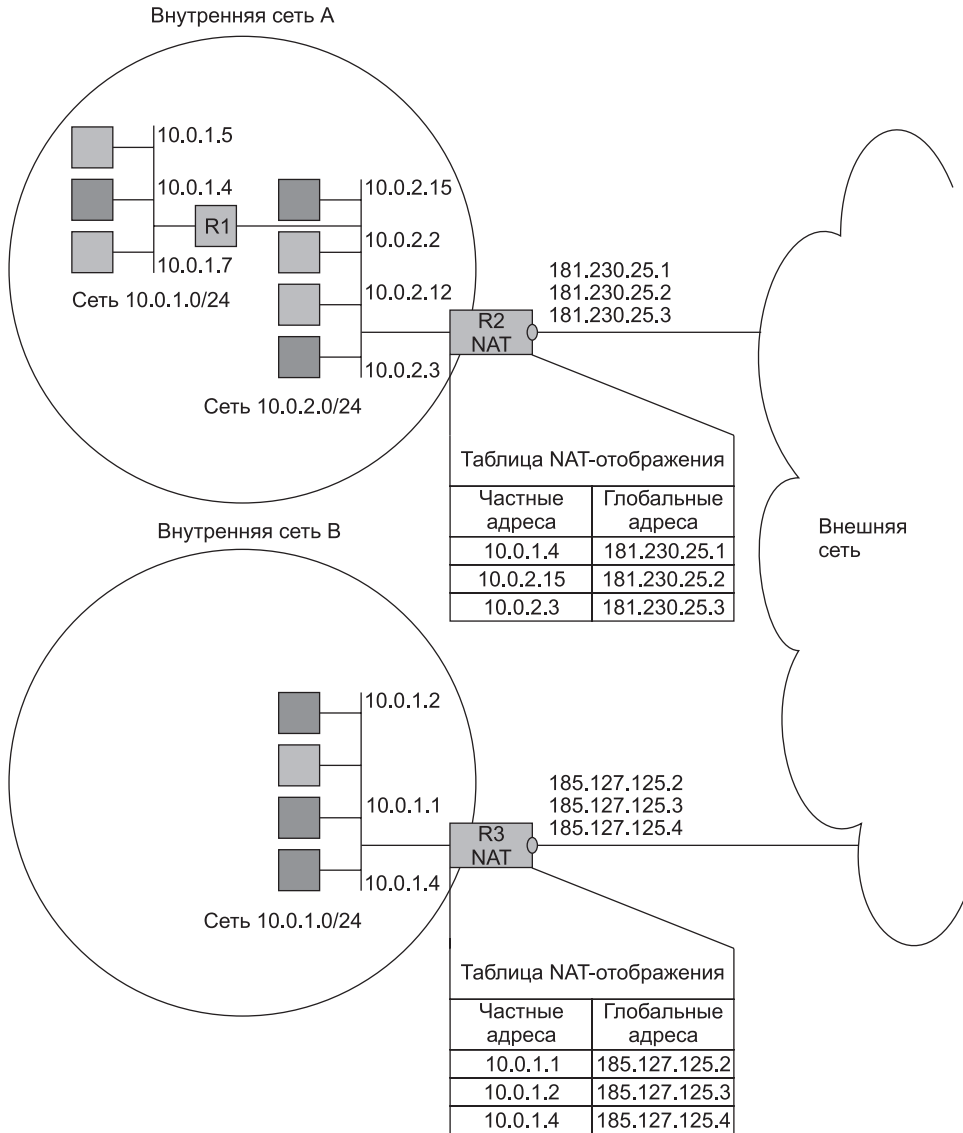 Внутренняя сеть A
10.0.1.5
10.0.1.4
R1
10.0.1.7
Сеть 10.0.1.0/24
10.0.2.15
10.0.2.2
10.0.2.12
10.0.2.3
Сеть 10.0.2.0/24
R2
NAT
181.230.25.1
181.230.25.2
181.230.25.3
Таблица NAT-отображения
Частные адреса
Глобальные адреса
10.0.1.4
181.230.25.1
10.0.2.15
181.230.25.2
10.0.2.3
181.230.25.3
Внешняя
сеть
Внутренняя сеть B
10.0.1.2
10.0.1.1
10.0.1.4
Сеть 10.0.1.0/24
R3
NAT
185.127.125.2
185.127.125.3
185.127.125.4
Таблица NAT-отображения
Частные адреса
Глобальные адреса
10.0.1.1
185.127.125.2
10.0.1.2
185.127.125.3
10.0.1.4
185.127.125.4